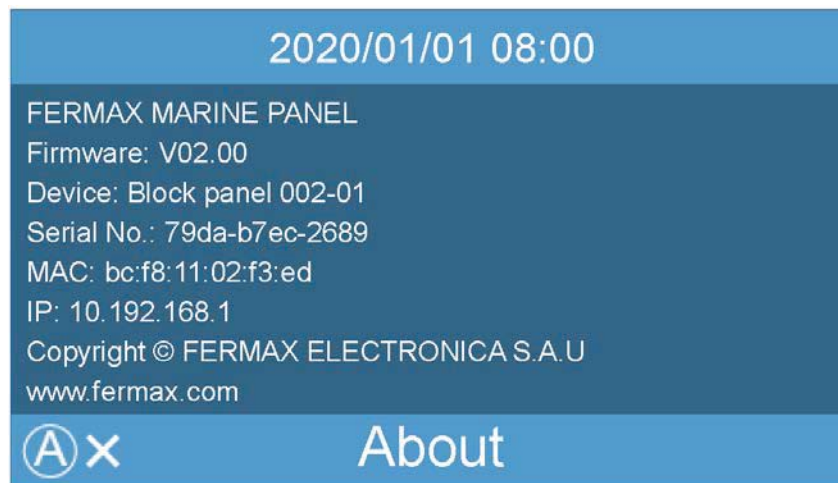 2020/01/01 08:00
FERMAX MARINE PANEL
Firmware: V02.00
Device: Block panel 002-01
Serial No.: 79da-b7ec-2689
MAC: bc:f8:11:02:f3:ed
IP: 10.192.168.1
Copyright © FERMAX ELECTRONICA S.A.U
www.fermax.com
A × About